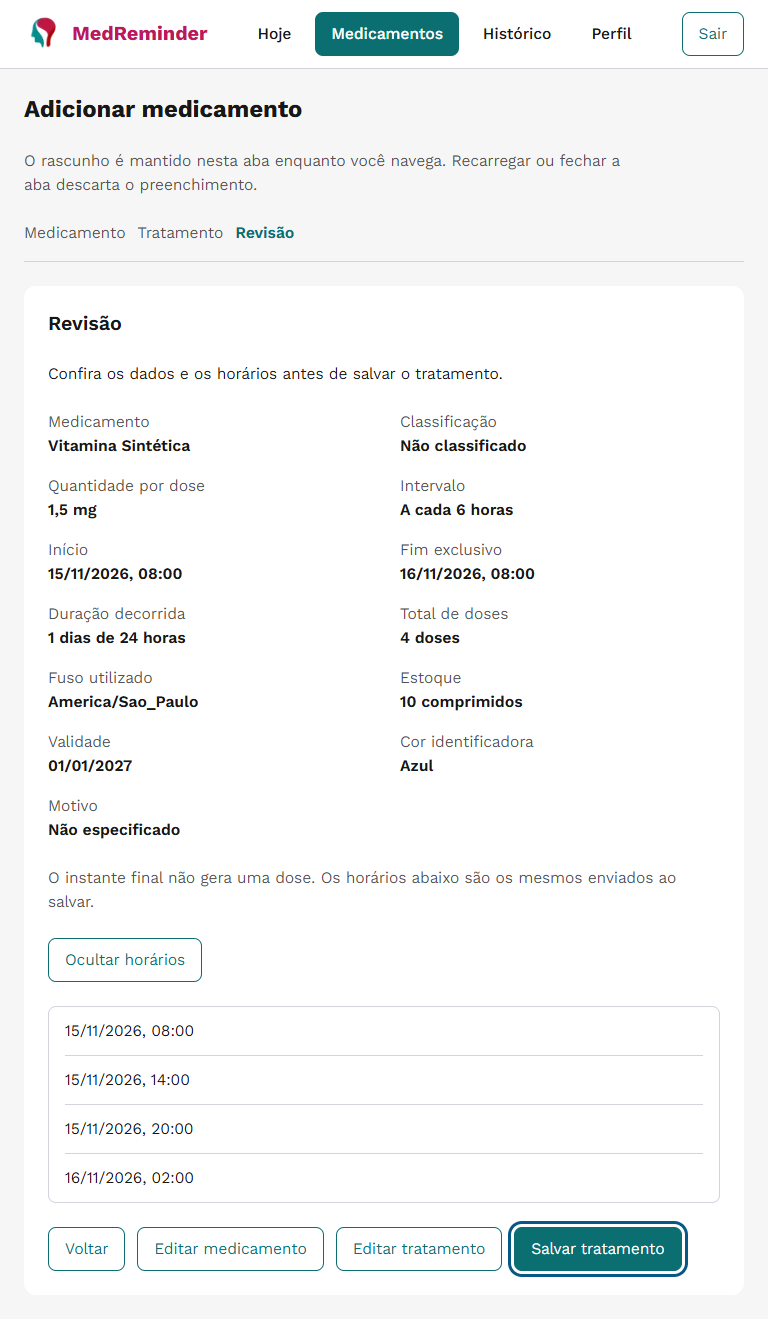 MedReminder
Hoje
Medicamentos
Histórico
Perfil
Sair
Adicionar medicamento
O rascunho é mantido nesta aba enquanto você navega. Recarregar ou fechar a
aba descarta o preenchimento.
Medicamento Tratamento Revisão
Revisão
Confira os dados e os horários antes de salvar o tratamento.
Medicamento
Vitamina Sintética
Classificação
Não classificado
Quantidade por dose
1,5 mg
Intervalo
A cada 6 horas
Início
15/11/2026, 08:00
Fim exclusivo
16/11/2026, 08:00
Duração decorrida
1 dias de 24 horas
Total de doses
4 doses
Fuso utilizado
America/Sao_Paulo
Estoque
10 comprimidos
Validade
01/01/2027
Cor identificadora
Azul
Motivo
Não especificado
O instante final não gera uma dose. Os horários abaixo são os mesmos enviados ao
salvar.
Ocultar horários
15/11/2026, 08:00
15/11/2026, 14:00
15/11/2026, 20:00
16/11/2026, 02:00
Voltar
Editar medicamento
Editar tratamento
Salvar tratamento